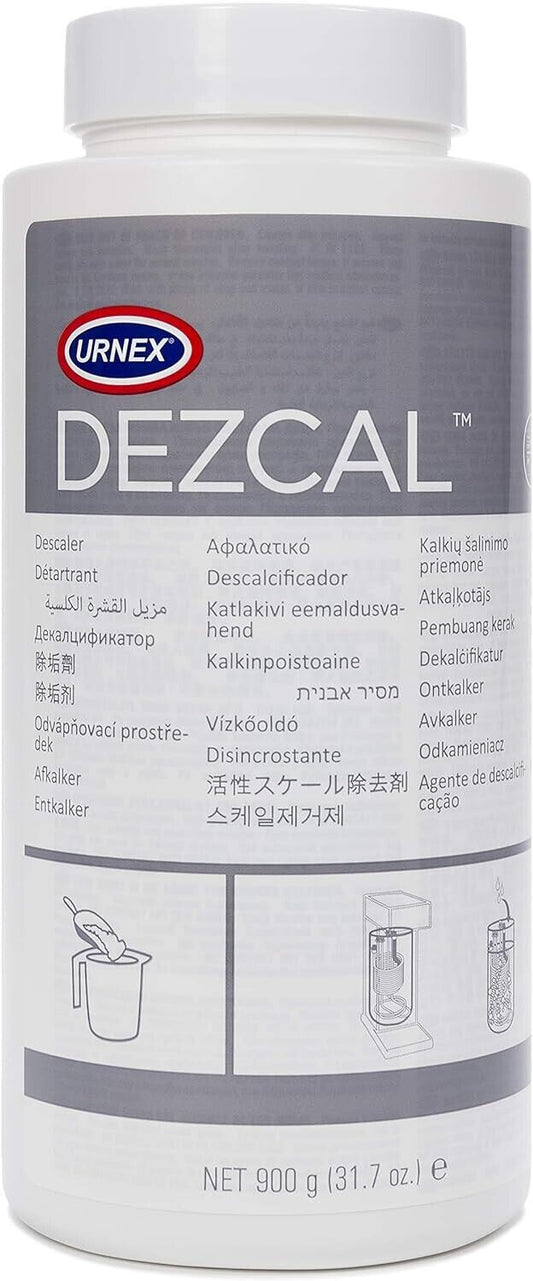 URNEX®
DEZCAL™
Descaler
Détartrant
مزيل القشرة الكلسية
Декалцификатор
除垢劑
除垢剂
Odvápňovací prostře-
dek
Afkalker
Entkalker
Αφαλατικό
Descalcificador
Katlakivi eemaldusva-
hend
Kalkinpoistoaine
מסיר אבנית
Vízkőoldó
Disincrostante
活性スケール除去剤
스케일제거제
Kalkių šalinimo
priemonė
Atkaļķotājs
Pembuang kerak
Dekalcifikatur
Ontkalker
Avkalker
Odkamieniacz
Agente de descalcifi-
cação
NET 900 g (31.7 oz.) e